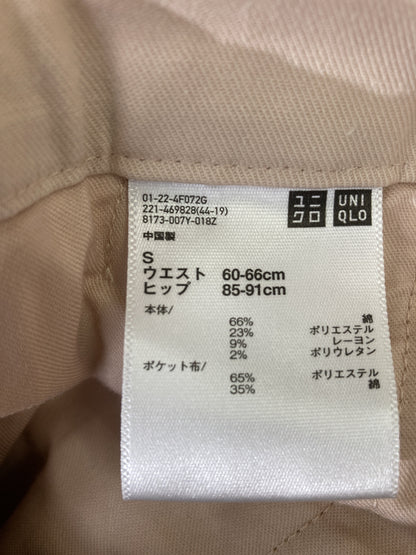 01-22-4F072G
221-469828(44-19)
8173-007Y-018Z
ユニ
クロ
UNI
QLO
中国製
S
ウエスト 60-66cm
ヒップ 85-91cm
本体/
66% 綿
23% ポリエステル
9% レーヨン
2% ポリウレタン
ポケット布/
65% ポリエステル
35% 綿